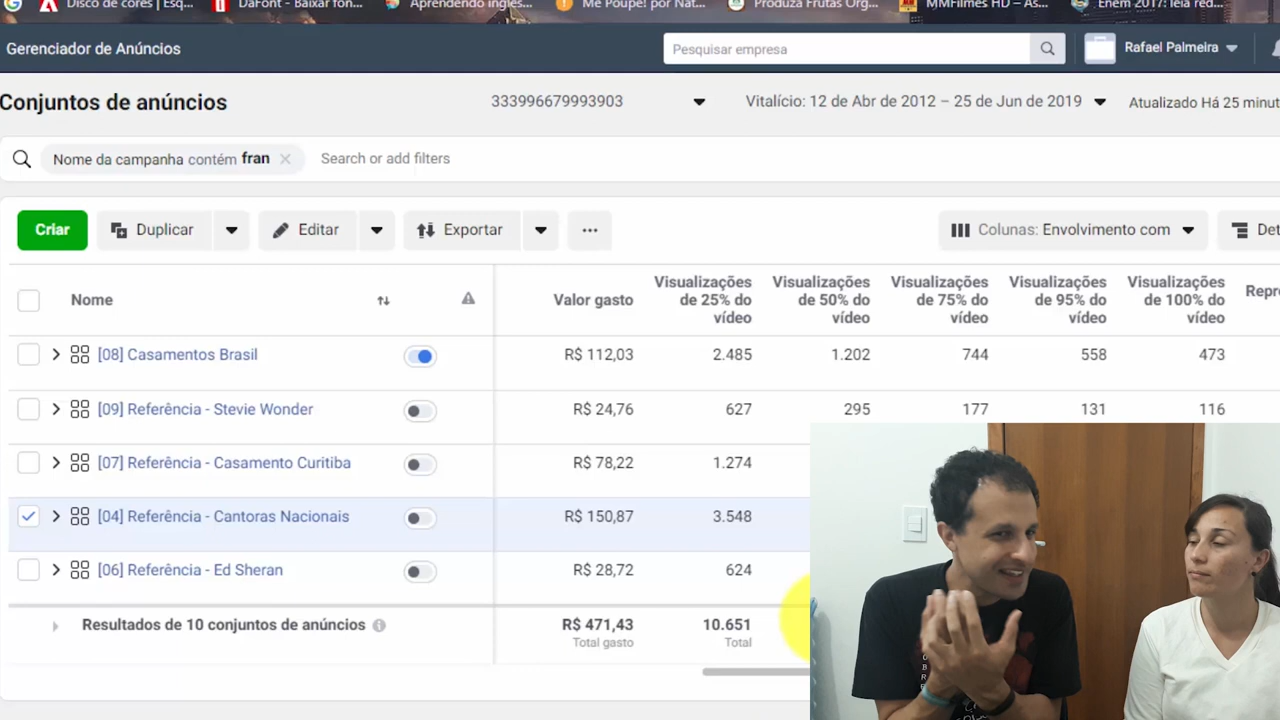 Disco de cores | Esq...
DaFont - Baixar fon...
Aprendendo inglês...
Me Poupe! por Nat...
Produza Frutas Org...
MMFilmes HD – As...
Enem 2017: leia red...
Gerenciador de Anúncios
Pesquisar empresa
Rafael Palmeira
Conjuntos de anúncios
333996679993903
Vitalício: 12 de Abr de 2012 – 25 de Jun de 2019
Atualizado Há 25 minut
Nome da campanha contém fran
Search or add filters
Criar
Duplicar
Editar
Exportar
...
Colunas: Envolvimento com
Det
Nome
Valor gasto
Visualizações de 25% do vídeo
Visualizações de 50% do vídeo
Visualizações de 75% do vídeo
Visualizações de 95% do vídeo
Visualizações de 100% do vídeo
Repro
[08] Casamentos Brasil R$ 112,03 2.485 1.202 744 558 473
[09] Referência - Stevie Wonder R$ 24,76 627 295 177 131 116
[07] Referência - Casamento Curitiba R$ 78,22 1.274
[04] Referência - Cantoras Nacionais R$ 150,87 3.548
[06] Referência - Ed Sheran R$ 28,72 624
Resultados de 10 conjuntos de anúncios R$ 471,43 10.651
Total gasto Total